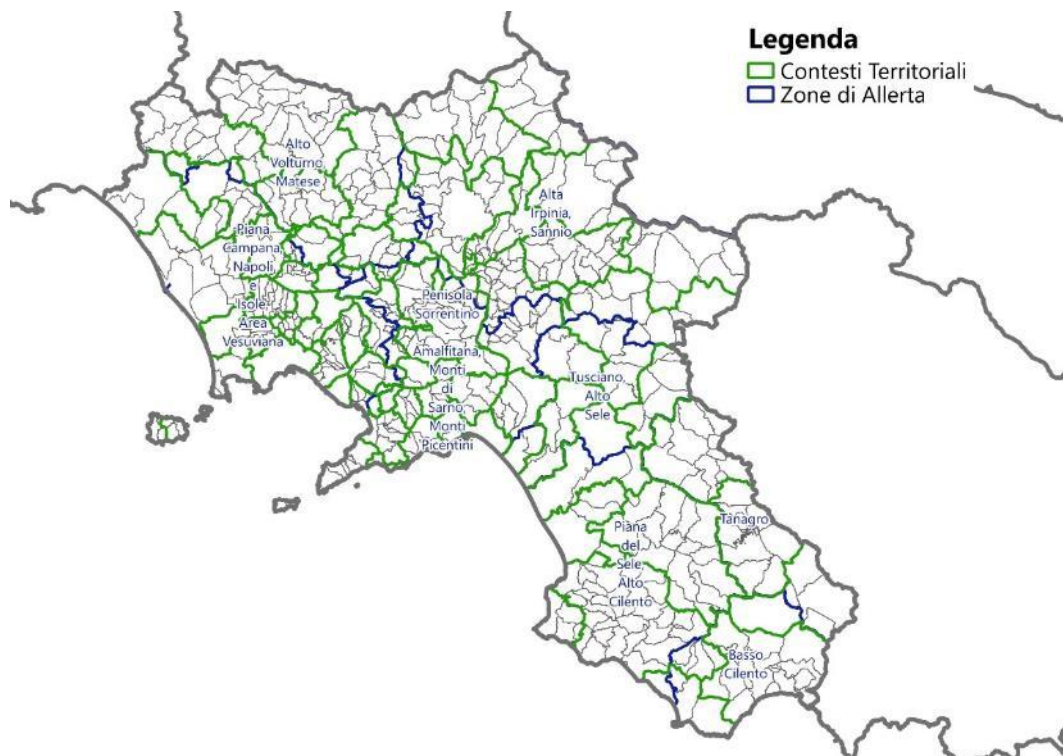 Legenda
Contesti Territoriali
Zone di Allerta
Alto
Volturno,
Matese
Alta
Irpinia,
Sannio
Piana
Campana,
Napoli
e
Isole,
Area
Vesuviana
Penisola
Sorrentino
Amalfitana,
Monti
di
Sarno,
Monti
Picentini
Tusciano,
Alto
Sele
Piana
del
Sele,
Alto
Cilento
Tanagro
Basso
Cilento